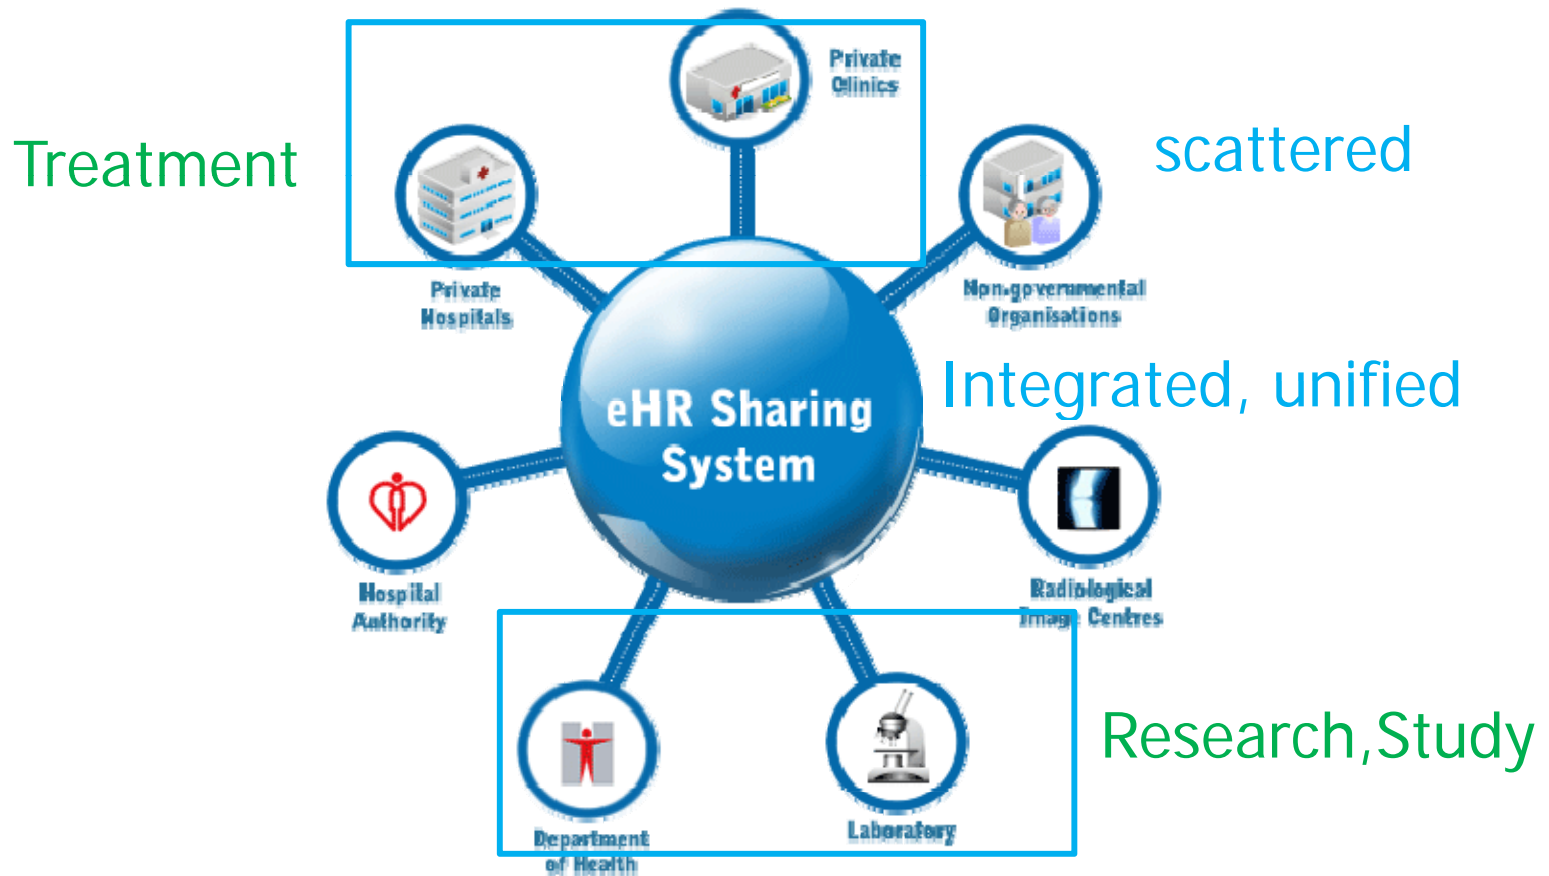 Private
Clinics
Treatment
scattered
Private
Hospitals
Non-governmental
Organisations
Integrated, unified
eHR Sharing
System
Hospital
Authority
Radiological
Image Centres
Research,Study
Department
of Health
Laboratory